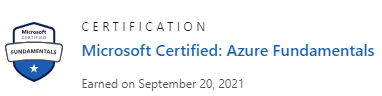 Microsoft
CERTIFIED
FUNDAMENTALS
CERTIFICATION
Microsoft Certified: Azure Fundamentals
Earned on September 20, 2021